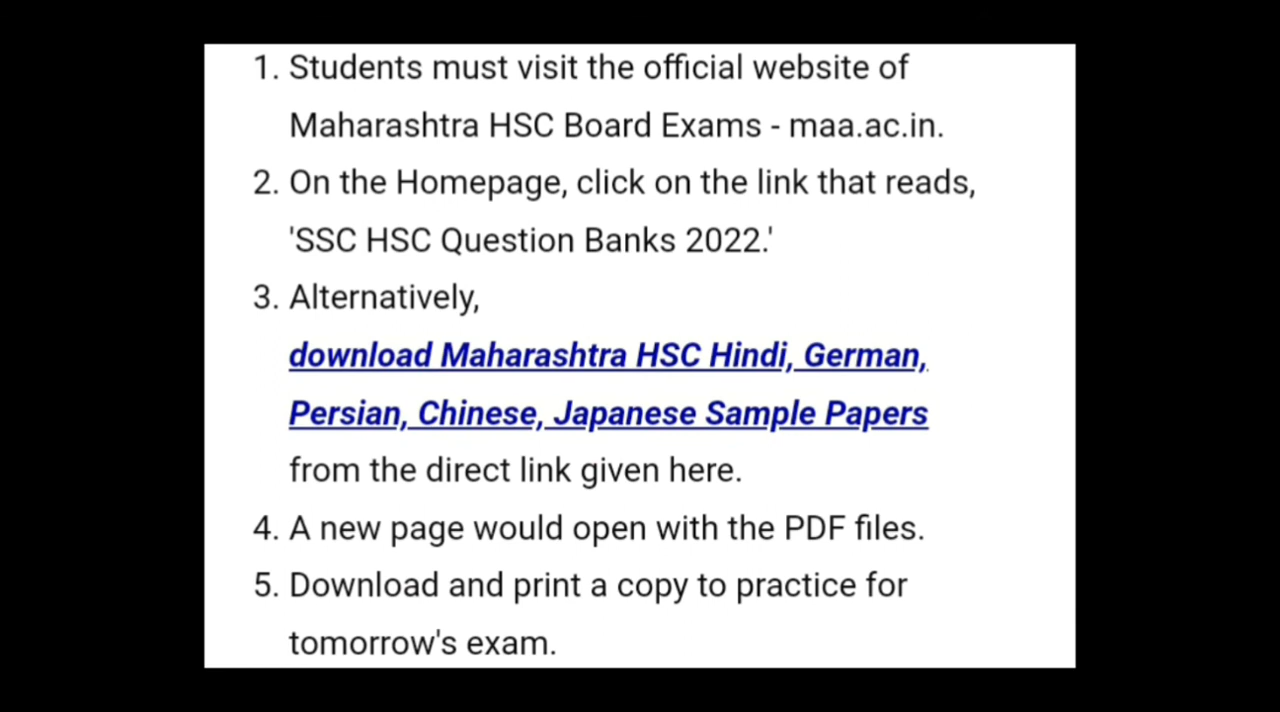 1. Students must visit the official website of
Maharashtra HSC Board Exams - maa.ac.in.
2. On the Homepage, click on the link that reads,
'SSC HSC Question Banks 2022.'
3. Alternatively,
download Maharashtra HSC Hindi, German,
Persian, Chinese, Japanese Sample Papers
from the direct link given here.
4. A new page would open with the PDF files.
5. Download and print a copy to practice for
tomorrow's exam.